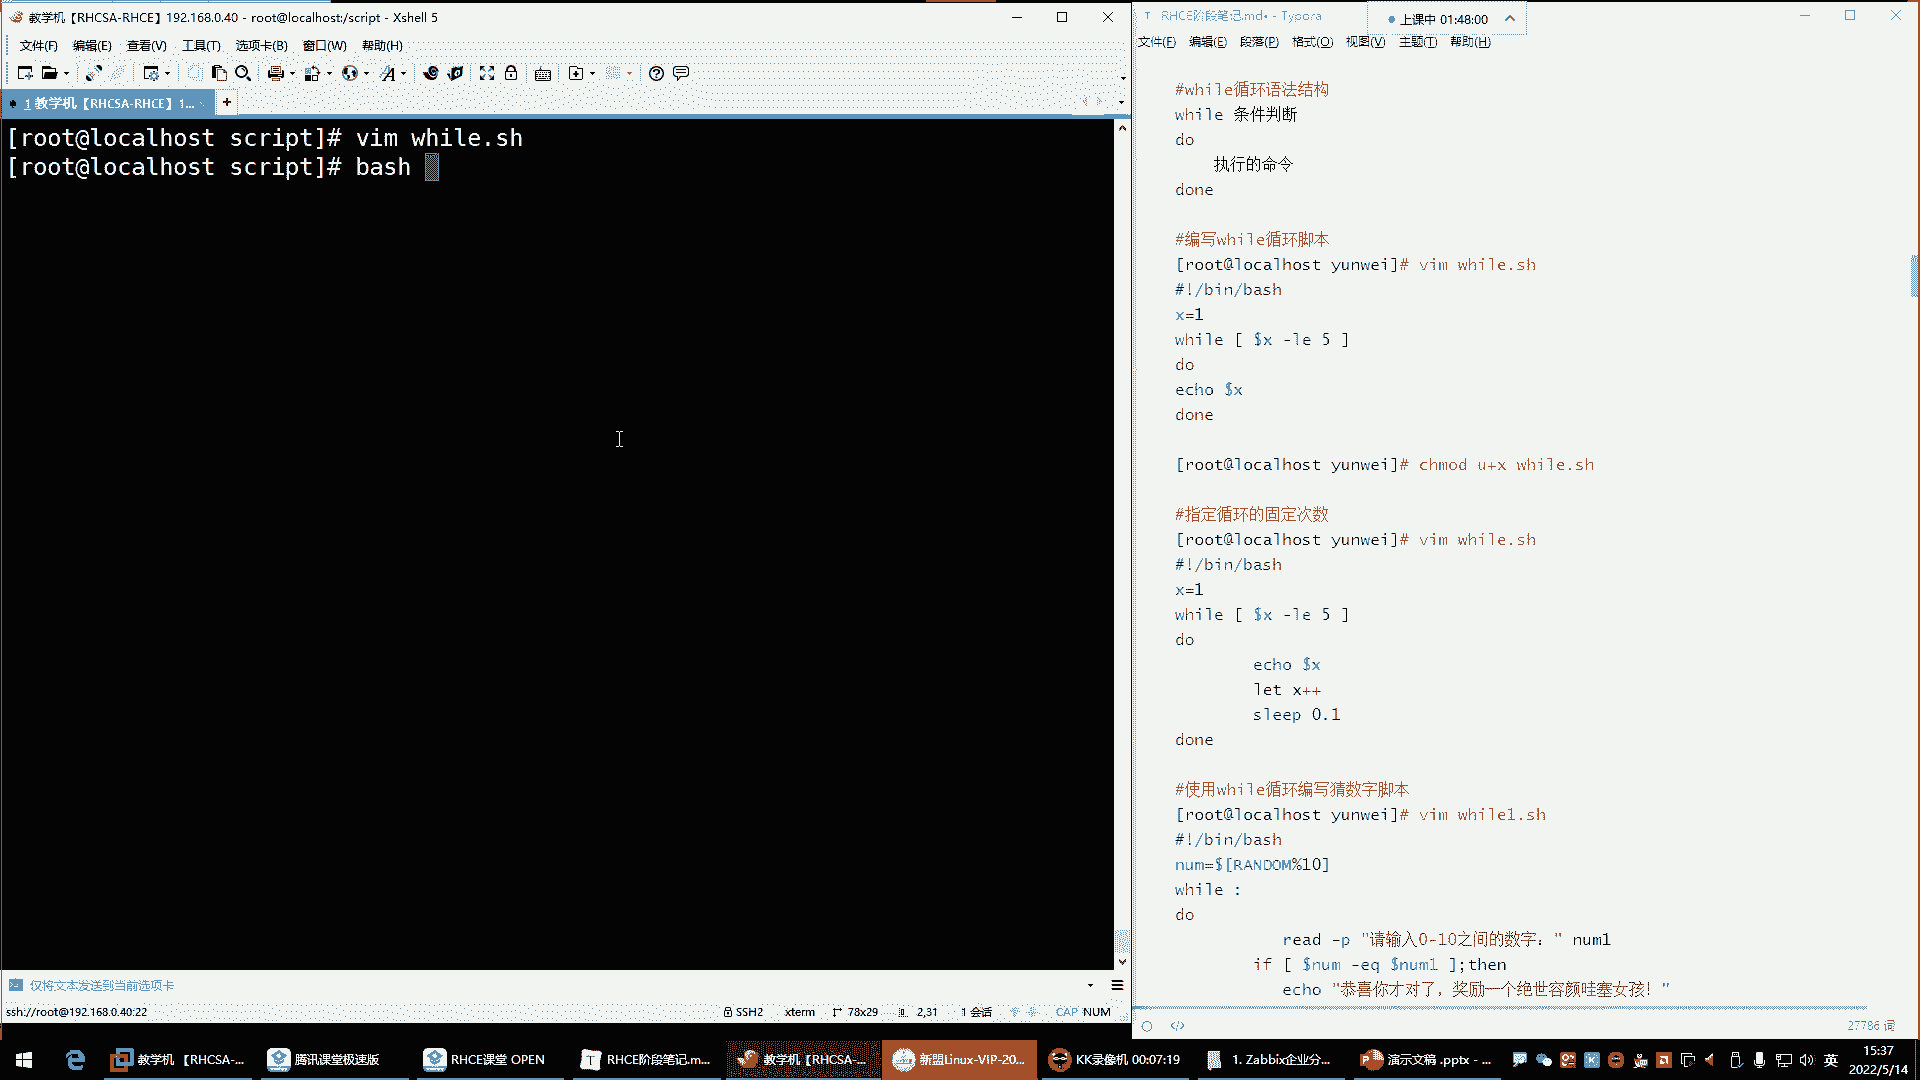 教学机【RHCSA-RHCE】192.168.0.40 - root@localhost:/script - Xshell 5
文件(F) 编辑(E) 查看(V) 工具(T) 选项卡(B) 窗口(W) 帮助(H)
1 教学机【RHCSA-RHCE】1...
[root@localhost script]# vim while.sh
[root@localhost script]# bash
仅将文本发送到当前选项卡
ssh://root@192.168.0.40:22 SSH2 xterm 78x29 2,31 1 会话 CAP NUM
RHCE阶段笔记.md• - Typora
上课中 01:48:00
文件(F) 编辑(E) 段落(P) 格式(O) 视图(V) 主题(T) 帮助(H)
#while循环语法结构
while 条件判断
do
执行的命令
done
#编写while循环脚本
[root@localhost yunwei]# vim while.sh
#!/bin/bash
x=1
while [ $x -le 5 ]
do
echo $x
done
[root@localhost yunwei]# chmod u+x while.sh
#指定循环的固定次数
[root@localhost yunwei]# vim while.sh
#!/bin/bash
x=1
while [ $x -le 5 ]
do
echo $x
let x++
sleep 0.1
done
#使用while循环编写猜数字脚本
[root@localhost yunwei]# vim while1.sh
#!/bin/bash
num=$[RANDOM%10]
while :
do
read -p "请输入0-10之间的数字：" num1
if [ $num -eq $num1 ];then
echo "恭喜你才对了，奖励一个绝世容颜哇塞女孩！"
27786 词
教学机 【RHCSA-... 腾讯课堂极速版 RHCE课堂 OPEN RHCE阶段笔记.m... 教学机【RHCSA-... 新盟Linux-VIP-20... KK录像机 00:07:19 1. Zabbix企业分... 演示文稿 .pptx - ... 英
15:37
2022/5/14